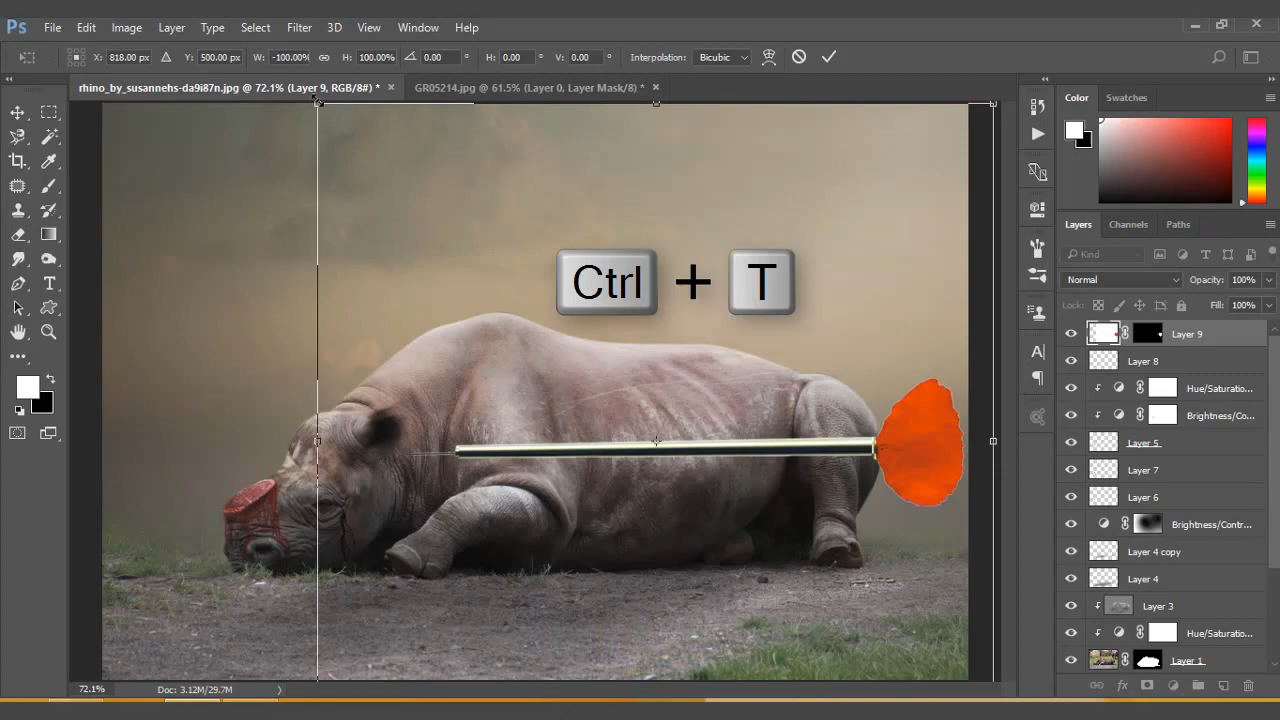 Ps File Edit Image Layer Type Select Filter 3D View Window Help
X: 818.00 px Y: 500.00 px W: -100.00% H: 100.00% 0.00 ° H: 0.00 ° V: 0.00 ° Interpolation: Bicubic
rhino_by_susannehs-da9i87n.jpg @ 72.1% (Layer 9, RGB/8#) * × GR05214.jpg @ 61.5% (Layer 0, Layer Mask/8) * ×
Color Swatches
Ctrl + T
Layers Channels Paths
Kind
Normal Opacity: 100%
Lock: Fill: 100%
Layer 9
Layer 8
Hue/Saturatio...
Brightness/Co...
Layer 5
Layer 7
Layer 6
Brightness/Contr...
Layer 4 copy
Layer 4
Layer 3
Hue/Saturatio...
Layer 1
72.1% Doc: 3.12M/29.7M